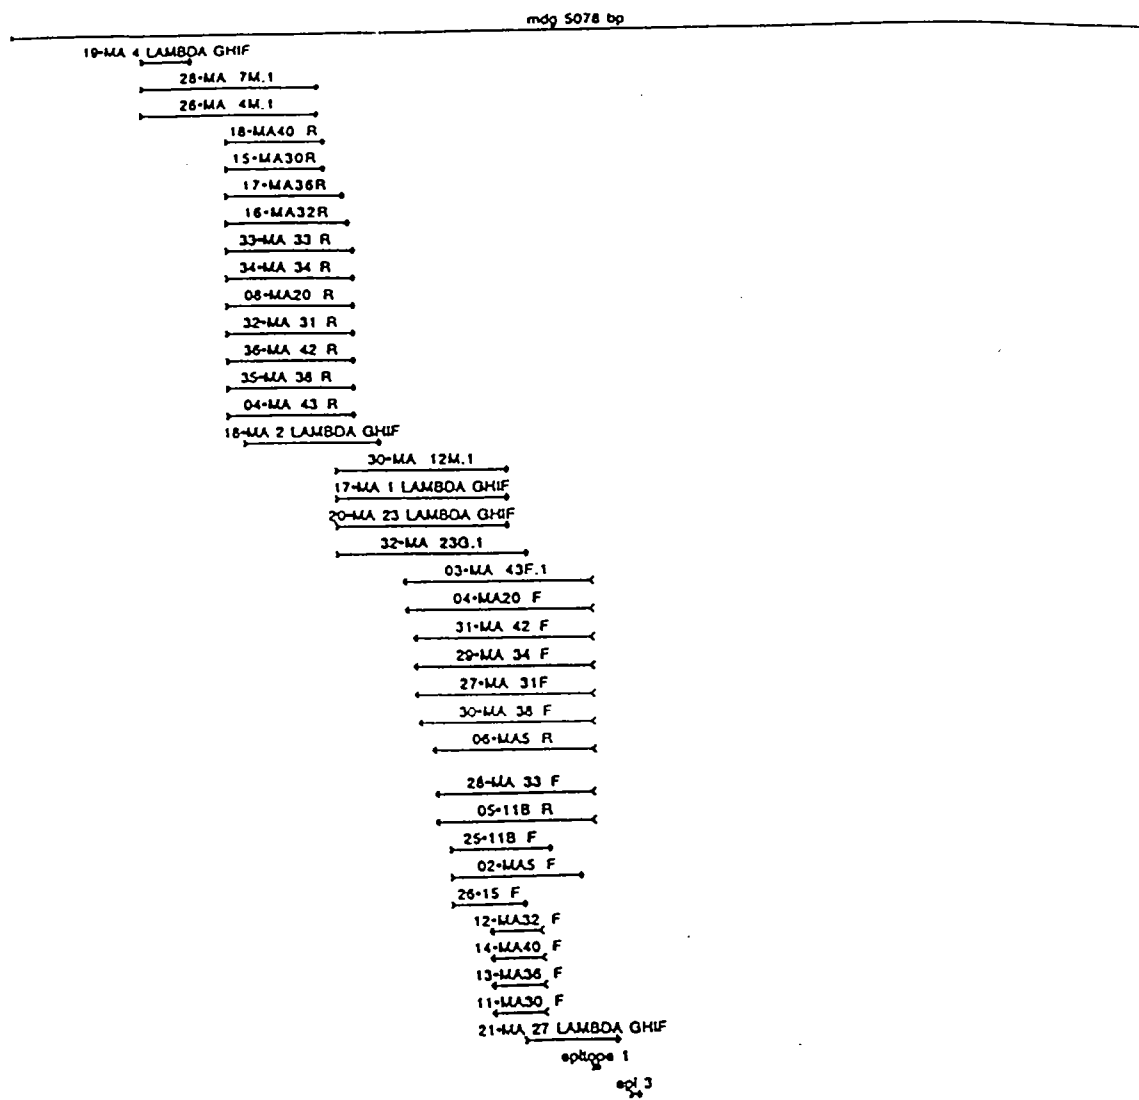 mdg 5078 bp
19-MA 4 LAMBDA GHIF
28-MA 7M.1
26-MA 4M.1
18-MA40 R
15-MA30R
17-MA36R
16-MA32R
33-MA 33 R
34-MA 34 R
08-MA20 R
32-MA 31 R
36-MA 42 R
35-MA 38 R
04-MA 43 R
18-MA 2 LAMBDA GHIF
30-MA 12M.1
17-MA 1 LAMBDA GHIF
20-MA 23 LAMBDA GHIF
32-MA 23G.1
03-MA 43F.1
04-MA20 F
31-MA 42 F
29-MA 34 F
27-MA 31F
30-MA 38 F
06-MA5 R
28-MA 33 F
05-11B R
25-11B F
02-MA5 F
26-15 F
12-MA32 F
14-MA40 F
13-MA36 F
11-MA30 F
21-MA 27 LAMBDA GHIF
epitope 1
epi 3